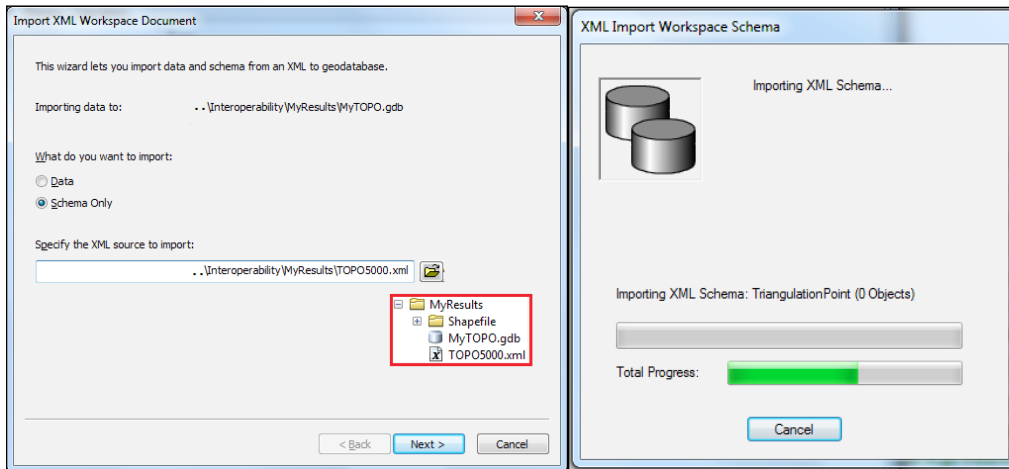 Import XML Workspace Document
This wizard lets you import data and schema from an XML to geodatabase.
Importing data to: ..\Interoperability\MyResults\MyTOPO.gdb
What do you want to import:
Data
Schema Only
Specify the XML source to import:
..\Interoperability\MyResults\TOPO5000.xml
MyResults
Shapefile
MyTOPO.gdb
TOPO5000.xml
< Back Next > Cancel
XML Import Workspace Schema
Importing XML Schema...
Importing XML Schema: TriangulationPoint (0 Objects)
Total Progress:
Cancel